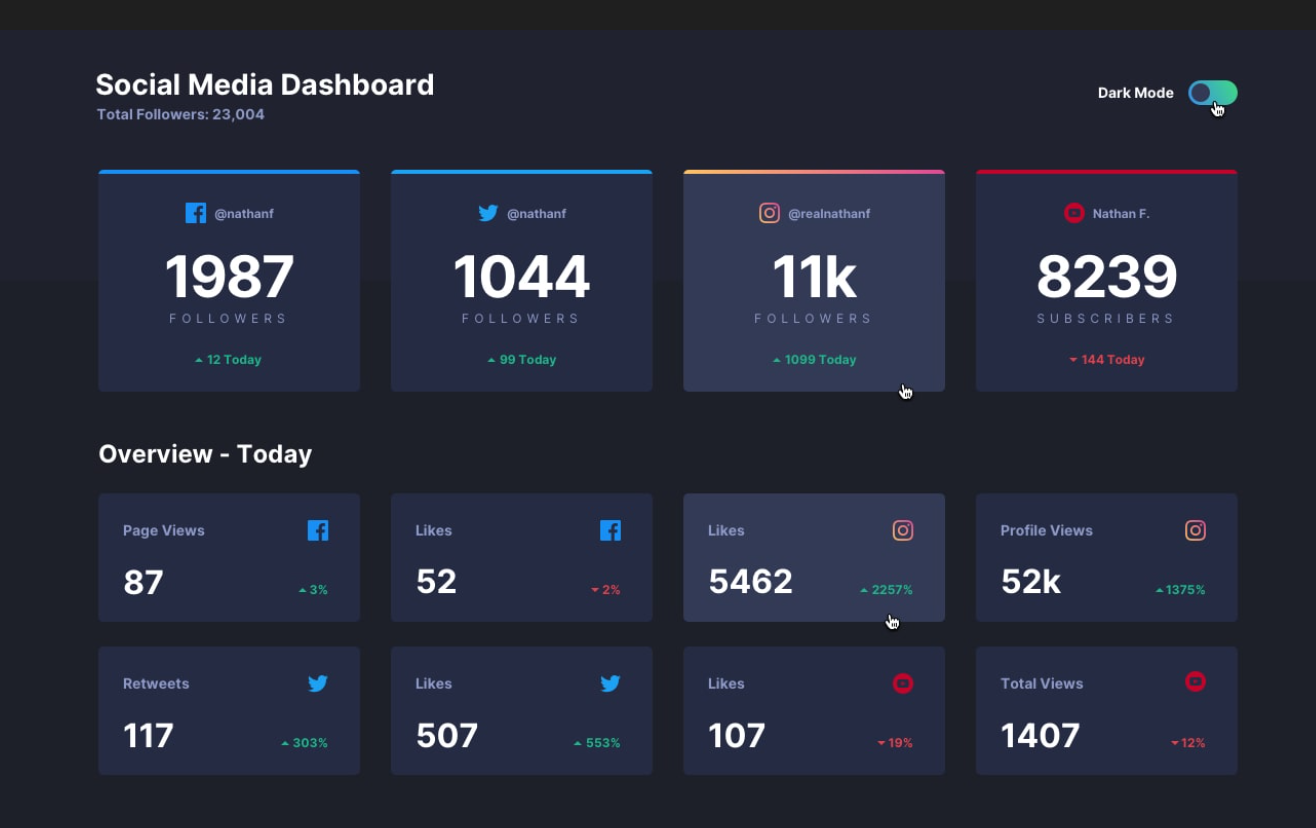 Social Media Dashboard
Total Followers: 23,004
Dark Mode
@nathanf
1987
FOLLOWERS
12 Today
@nathanf
1044
FOLLOWERS
99 Today
@realnathanf
11k
FOLLOWERS
1099 Today
Nathan F.
8239
SUBSCRIBERS
144 Today
Overview - Today
Page Views
87
3%
Likes
52
2%
Likes
5462
2257%
Profile Views
52k
1375%
Retweets
117
303%
Likes
507
553%
Likes
107
19%
Total Views
1407
12%